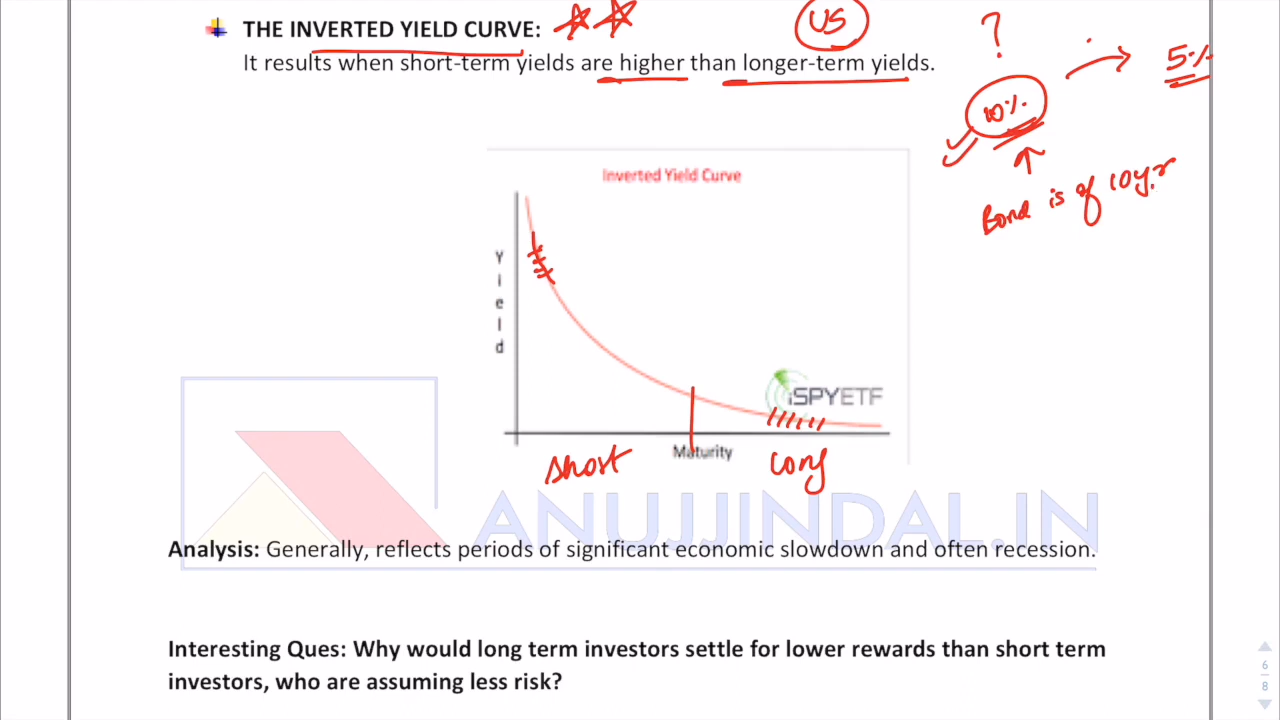 THE INVERTED YIELD CURVE:
US
?
It results when short-term yields are higher than longer-term yields.
5%
10%
Bond is of 10yr
Inverted Yield Curve
Yield
iSPYETF
Maturity
short
long
ANUJJINDAL.IN
Analysis: Generally, reflects periods of significant economic slowdown and often recession.
Interesting Ques: Why would long term investors settle for lower rewards than short term
investors, who are assuming less risk?
6
8